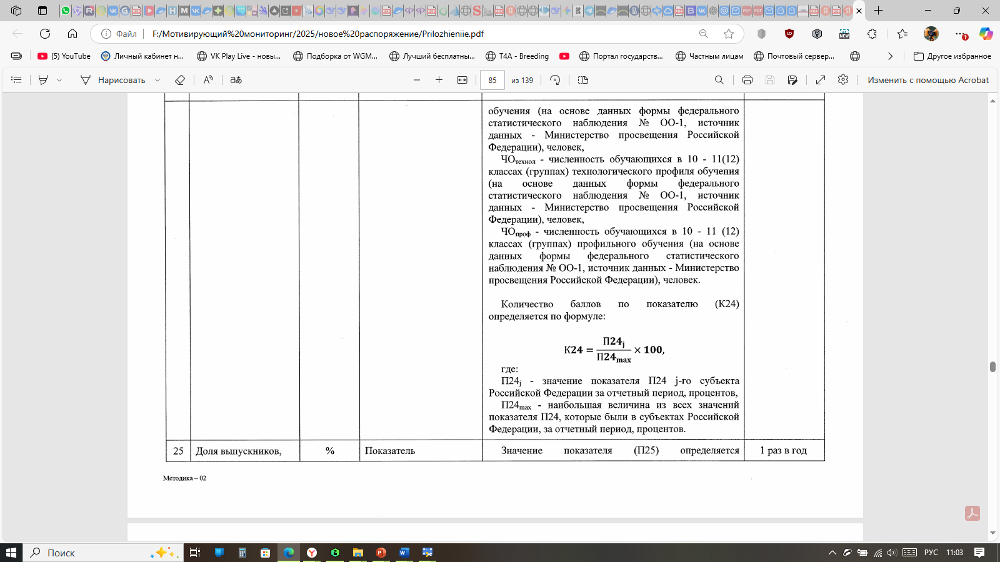 Файл
F:/Мотивирующий%20мониторинг/2025/новое%20распоряжение/Prilozhieniie.pdf
NEW
(5) YouTube
Личный кабинет н...
VK Play Live - новы...
Подборка от WGM...
Лучший бесплатны...
T4A - Breeding
Портал государств...
Частным лицам
Почтовый сервер...
Другое избранное
Нарисовать
85
из 139
Изменить с помощью Acrobat
обучения (на основе данных формы федерального
статистического наблюдения № ОО-1, источник
данных - Министерство просвещения Российской
Федерации), человек,
ЧОтехнол - численность обучающихся в 10 - 11(12)
классах (группах) технологического профиля обучения
(на основе данных формы федерального
статистического наблюдения № ОО-1, источник
данных - Министерство просвещения Российской
Федерации), человек,
ЧОпроф - численность обучающихся в 10 - 11 (12)
классах (группах) профильного обучения (на основе
данных формы федерального статистического
наблюдения № ОО-1, источник данных - Министерство
просвещения Российской Федерации), человек.
Количество баллов по показателю (К24)
определяется по формуле:
К24 = П24j / П24max × 100,
где:
П24j - значение показателя П24 j-го субъекта
Российской Федерации за отчетный период, процентов,
П24max - наибольшая величина из всех значений
показателя П24, которые были в субъектах Российской
Федерации, за отчетный период, процентов.
25 Доля выпускников, % Показатель Значение показателя (П25) определяется 1 раз в год
Методика – 02
Поиск
РУС
11:03